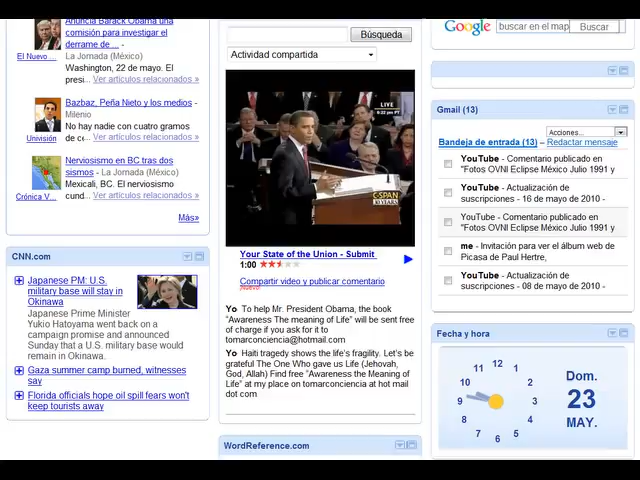 Anuncia Barack Obama una
comisión para investigar el
derrame de ... -
El Nuevo ...
La Jornada (México)
Washington, 22 de mayo. El
presi... Ver artículos relacionados »
Bazbaz, Peña Nieto y los medios -
Milenio
Univisión
No hay nadie con cuatro gramos
de ce... Ver artículos relacionados »
Nerviosismo en BC tras dos
sismos - La Jornada (México)
Mexicali, BC. El nerviosismo
Crónica V...
cund... Ver artículos relacionados »
Más»
CNN.com
Japanese PM: U.S.
military base will stay in
Okinawa
Japanese Prime Minister
Yukio Hatoyama went back on a
campaign promise and announced
Sunday that a U.S. military base would
remain in Okinawa.
Gaza summer camp burned, witnesses
say
Florida officials hope oil spill fears won't
keep tourists away
Búsqueda
Actividad compartida
LIVE
6:22 pm PT
C-SPAN
30 YEARS
Your State of the Union - Submit
1:00
Compartir video y publicar comentario
¡Nuevo!
Yo To help Mr. President Obama, the book
"Awareness The meaning of Life" will be sent free
of charge if you ask for it to
tomarconciencia@hotmail.com
Yo Haiti tragedy shows the life's fragility. Let's be
grateful The One Who gave us Life (Jehovah,
God, Allah) Find free "Awareness the Meaning of
Life" at my place on tomarconciencia at hot mail
dot com
WordReference.com
Google buscar en el map Buscar
Gmail (13)
Acciones...
Bandeja de entrada (13) – Redactar mensaje
YouTube - Comentario publicado en
"Fotos OVNI Eclipse México Julio 1991 y
YouTube - Actualización de
suscripciones - 16 de mayo de 2010 -
YouTube - Comentario publicado en
"Fotos OVNI Eclipse México Julio 1991 y
me - Invitación para ver el álbum web de
Picasa de Paul Hertre,
YouTube - Actualización de
suscripciones - 08 de mayo de 2010 -
Fecha y hora
12
11 1
10 2
9 3
8 4
7 5
6
Dom.
23
MAY.